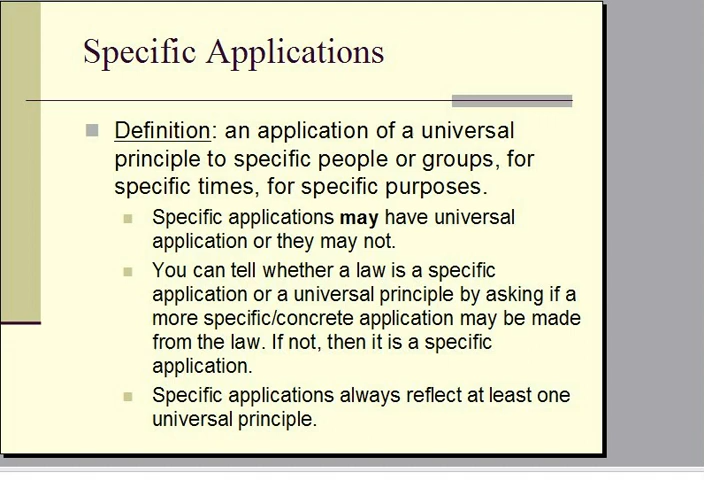 Specific Applications
Definition: an application of a universal
principle to specific people or groups, for
specific times, for specific purposes.
Specific applications may have universal
application or they may not.
You can tell whether a law is a specific
application or a universal principle by asking if a
more specific/concrete application may be made
from the law. If not, then it is a specific
application.
Specific applications always reflect at least one
universal principle.